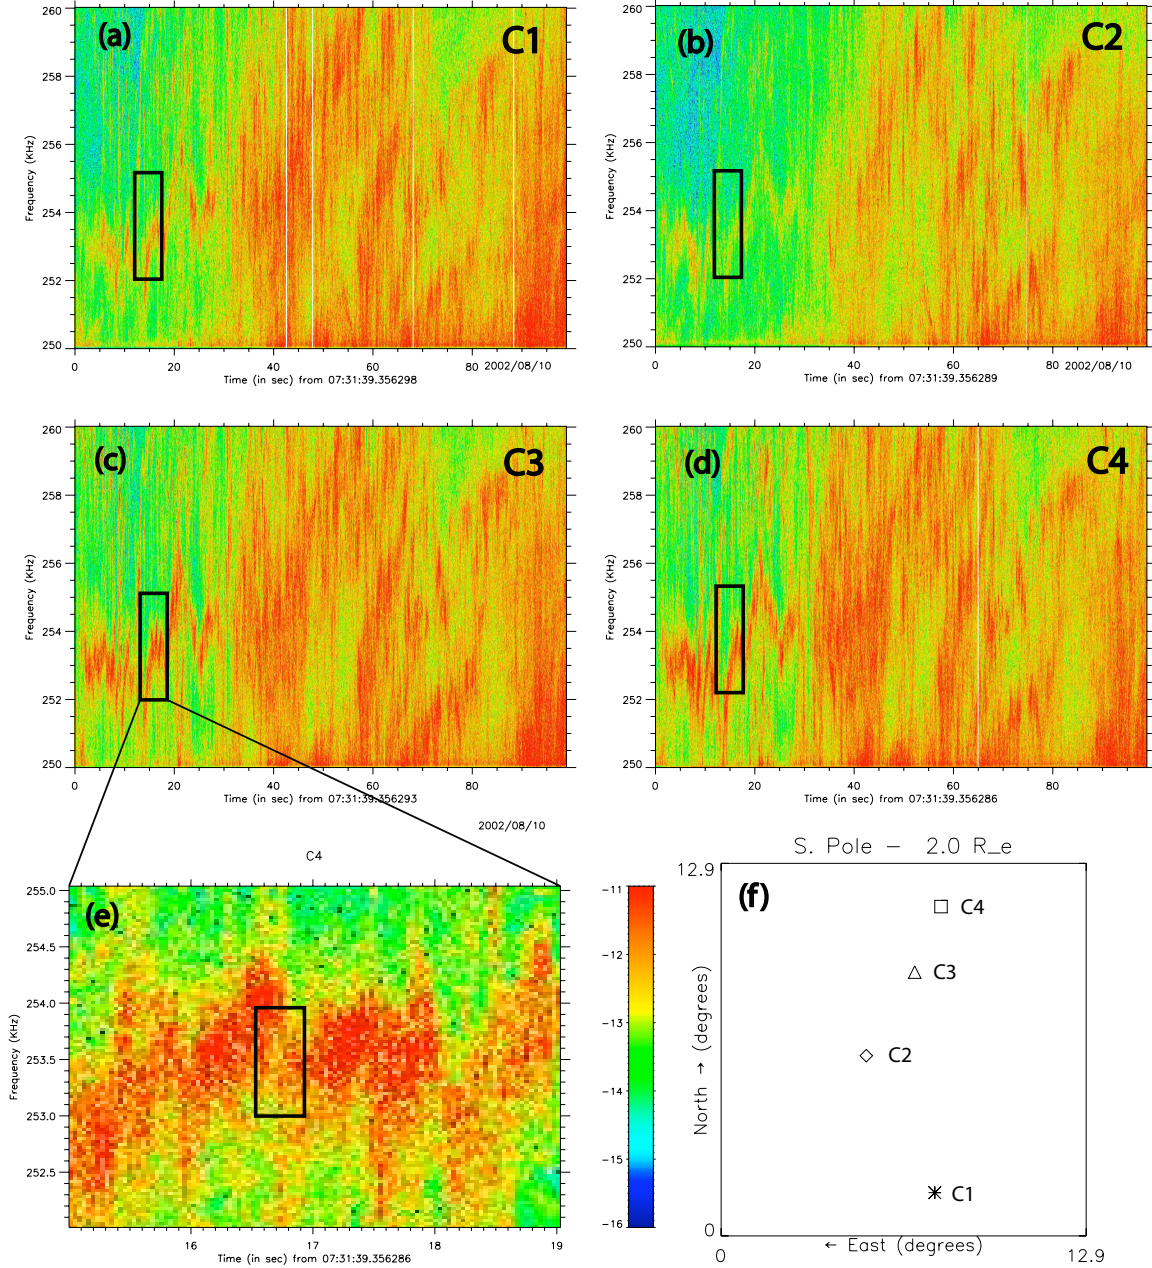 (a)
C1
260
258
256
254
252
250
Frequency (KHz)
0
20
40
60
80
2002/08/10
Time (in sec) from 07:31:39.356298
(b)
C2
260
258
256
254
252
250
Frequency (KHz)
0
20
40
60
80
2002/08/10
Time (in sec) from 07:31:39.356289
(c)
C3
260
258
256
254
252
250
Frequency (KHz)
0
20
40
60
80
Time (in sec) from 07:31:39.356293
2002/08/10
(d)
C4
260
258
256
254
252
250
Frequency (KHz)
0
20
40
60
80
Time (in sec) from 07:31:39.356286
C4
(e)
255.0
254.5
254.0
253.5
253.0
252.5
Frequency (KHz)
16
17
18
19
Time (in sec) from 07:31:39.356286
-11
-12
-13
-14
-15
-16
S. Pole - 2.0 R_e
(f)
12.9
C4
C3
C2
C1
North → (degrees)
0
0
← East (degrees)
12.9